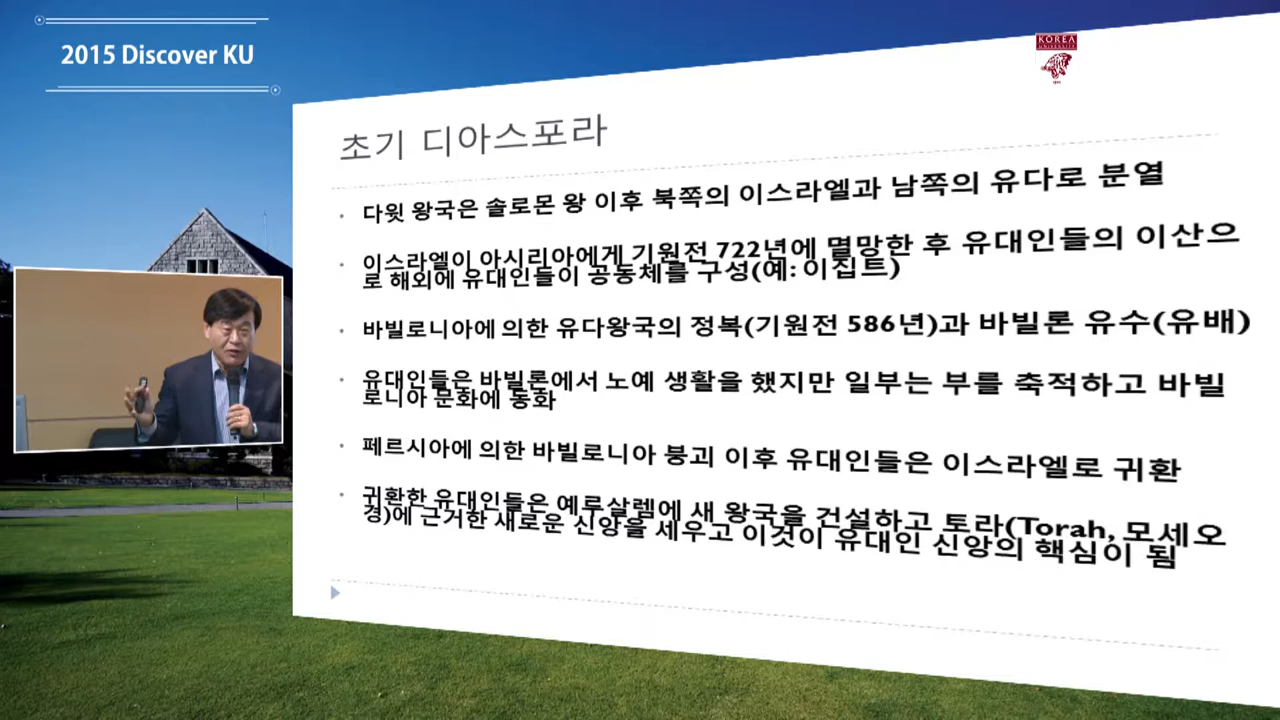 2015 Discover KU
KOREA
UNIVERSITY
초기 디아스포라
다윗 왕국은 솔로몬 왕 이후 북쪽의 이스라엘과 남쪽의 유다로 분열
이스라엘이 아시리아에게 기원전 722년에 멸망한 후 유대인들의 이산으
로 해외에 유대인들이 공동체를 구성(예: 이집트)
바빌로니아에 의한 유다왕국의 정복(기원전 586년)과 바빌론 유수(유배)
유대인들은 바빌론에서 노예 생활을 했지만 일부는 부를 축적하고 바빌
로니아 문화에 동화
페르시아에 의한 바빌로니아 붕괴 이후 유대인들은 이스라엘로 귀환
귀환한 유대인들은 예루살렘에 새 왕국을 건설하고 토라(Torah, 모세오
경)에 근거한 새로운 신앙을 세우고 이것이 유대인 신앙의 핵심이 됨